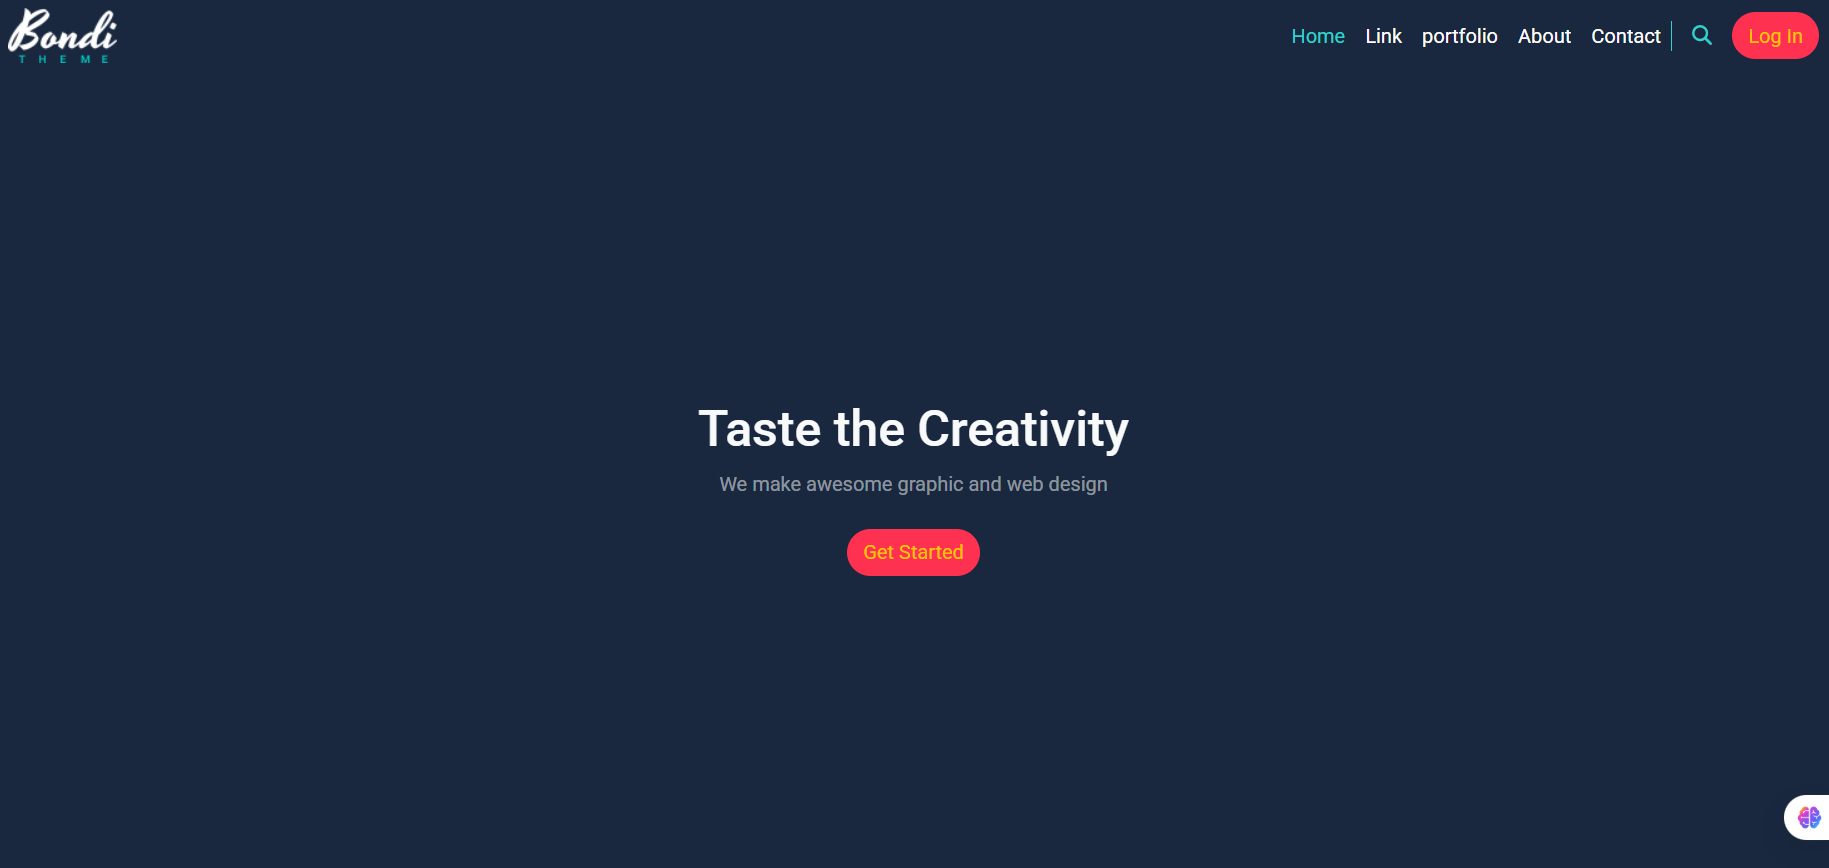 Bondi
THEME
Home Link portfolio About Contact Log In
Taste the Creativity
We make awesome graphic and web design
Get Started